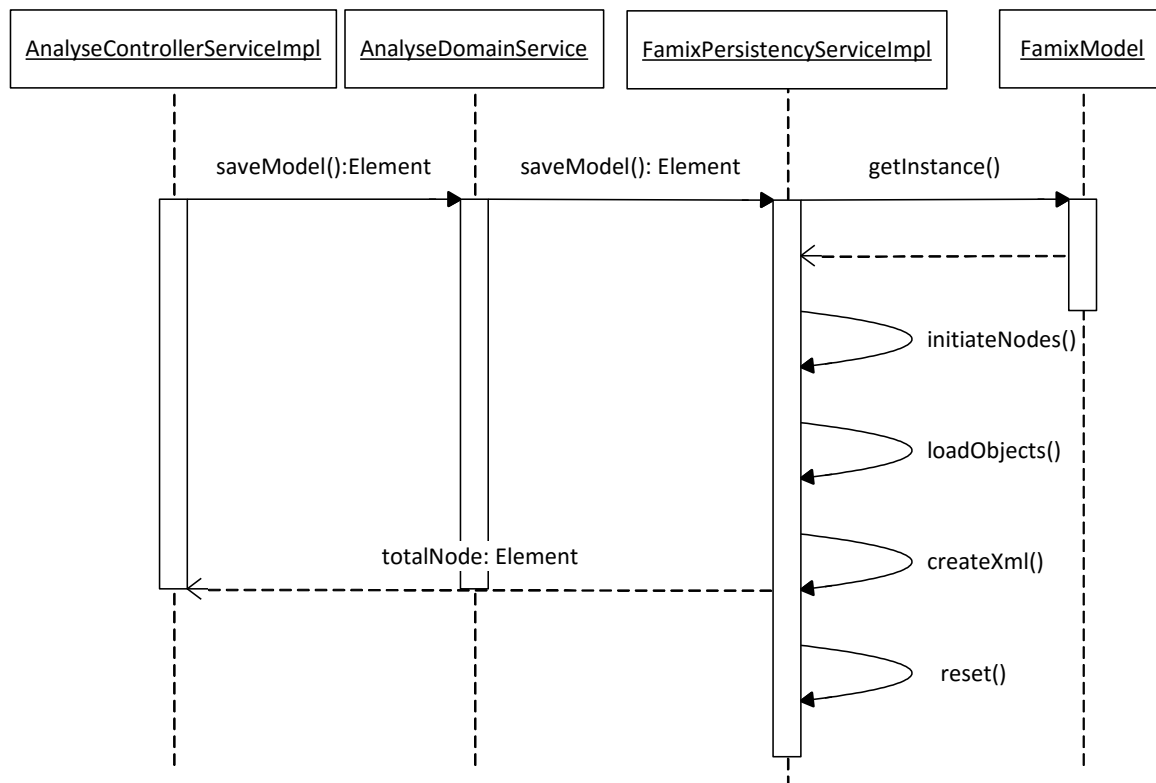 AnalyseControllerServiceImpl
AnalyseDomainService
FamixPersistencyServiceImpl
FamixModel
saveModel():Element
saveModel(): Element
getInstance()
initiateNodes()
loadObjects()
totalNode: Element
createXml()
reset()